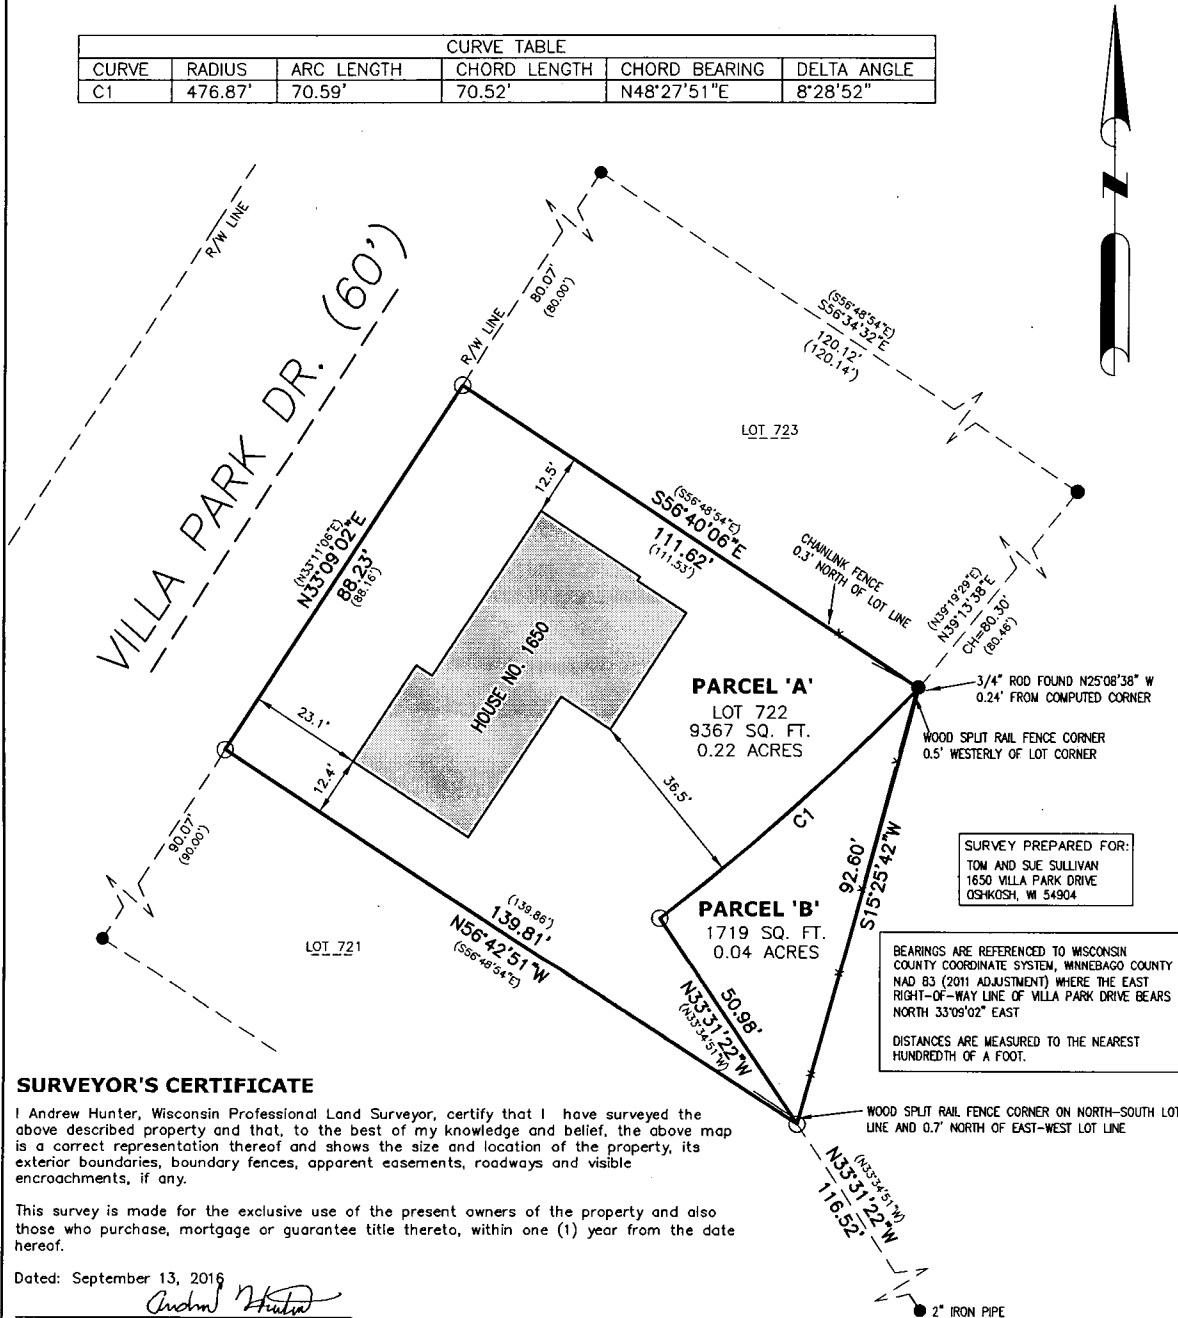 CURVE TABLE
CURVE RADIUS ARC LENGTH CHORD LENGTH CHORD BEARING DELTA ANGLE
C1 476.87' 70.59' 70.52' N48°27'51"E 8°28'52"
N
R/W LINE
VILLA PARK DR. (60')
80.07'
(80.00')
R/W LINE
(S56°48'54"E)
S56°34'32"E
120.12'
(120.14')
LOT 723
12.5'
(S56°48'54"E)
S56°40'06"E
111.62'
(111.53')
CHAINLINK FENCE
0.3' NORTH OF LOT LINE
(N33°11'06"E)
N33°09'02"E
88.23'
(88.16')
(N39°19'29"E)
N39°13'38"E
CH=80.30'
(80.46')
HOUSE NO. 1650
PARCEL 'A'
LOT 722
9367 SQ. FT.
0.22 ACRES
3/4" ROD FOUND N25°08'38" W
0.24' FROM COMPUTED CORNER
WOOD SPLIT RAIL FENCE CORNER
0.5' WESTERLY OF LOT CORNER
23.1'
12.4'
36.5'
C1
90.07'
(90.00')
92.60'
S15°25'42"W
SURVEY PREPARED FOR:
TOM AND SUE SULLIVAN
1650 VILLA PARK DRIVE
OSHKOSH, WI 54904
PARCEL 'B'
1719 SQ. FT.
0.04 ACRES
(139.86')
139.81'
N56°42'51"W
(S56°48'54"E)
LOT 721
50.98'
N33°31'22"W
(N33°34'51"W)
BEARINGS ARE REFERENCED TO WISCONSIN
COUNTY COORDINATE SYSTEM, WINNEBAGO COUNTY
NAD 83 (2011 ADJUSTMENT) WHERE THE EAST
RIGHT-OF-WAY LINE OF VILLA PARK DRIVE BEARS
NORTH 33°09'02" EAST
DISTANCES ARE MEASURED TO THE NEAREST
HUNDREDTH OF A FOOT.
WOOD SPLIT RAIL FENCE CORNER ON NORTH-SOUTH LOT
LINE AND 0.7' NORTH OF EAST-WEST LOT LINE
(N33°34'51"W)
N33°31'22"W
116.52'
2" IRON PIPE
SURVEYOR'S CERTIFICATE
I Andrew Hunter, Wisconsin Professional Land Surveyor, certify that I have surveyed the
above described property and that, to the best of my knowledge and belief, the above map
is a correct representation thereof and shows the size and location of the property, its
exterior boundaries, boundary fences, apparent easements, roadways and visible
encroachments, if any.
This survey is made for the exclusive use of the present owners of the property and also
those who purchase, mortgage or guarantee title thereto, within one (1) year from the date
hereof.
Dated: September 13, 2016